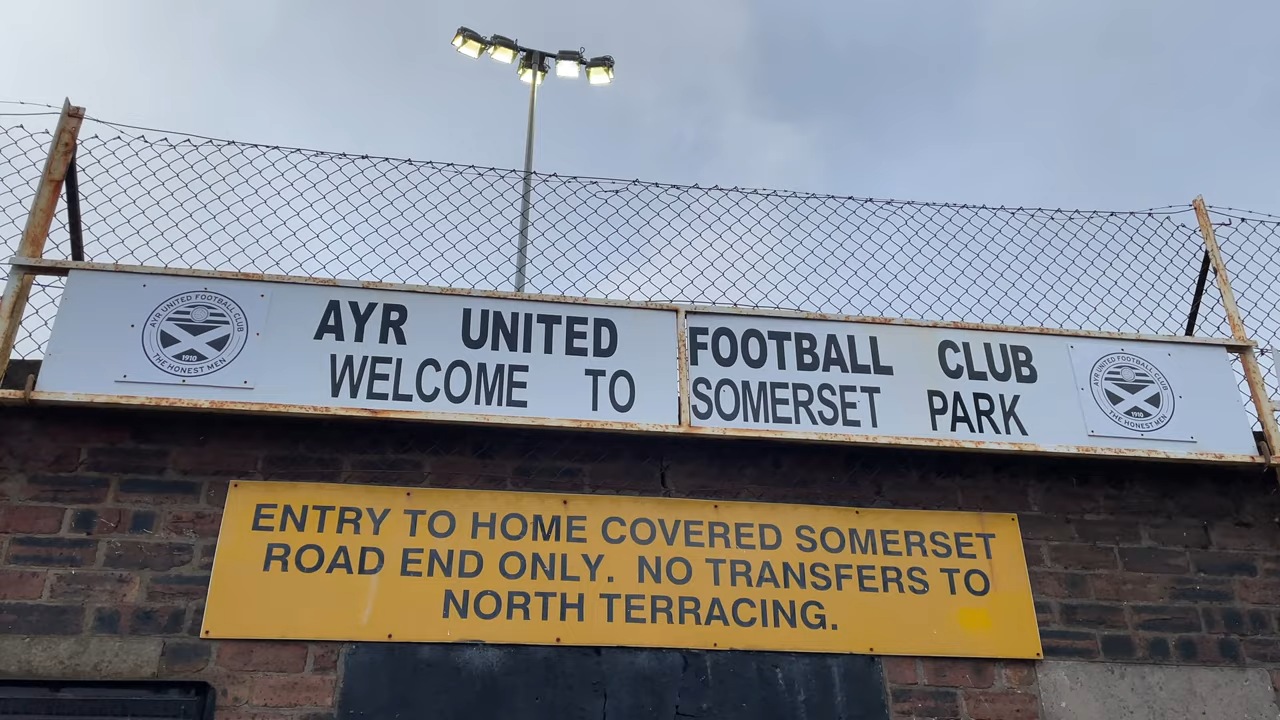 AYR UNITED FOOTBALL CLUB
WELCOME TO SOMERSET PARK
AYR UNITED FOOTBALL CLUB
1910
THE HONEST MEN
AYR UNITED FOOTBALL CLUB
1910
THE HONEST MEN
ENTRY TO HOME COVERED SOMERSET
ROAD END ONLY. NO TRANSFERS TO
NORTH TERRACING.